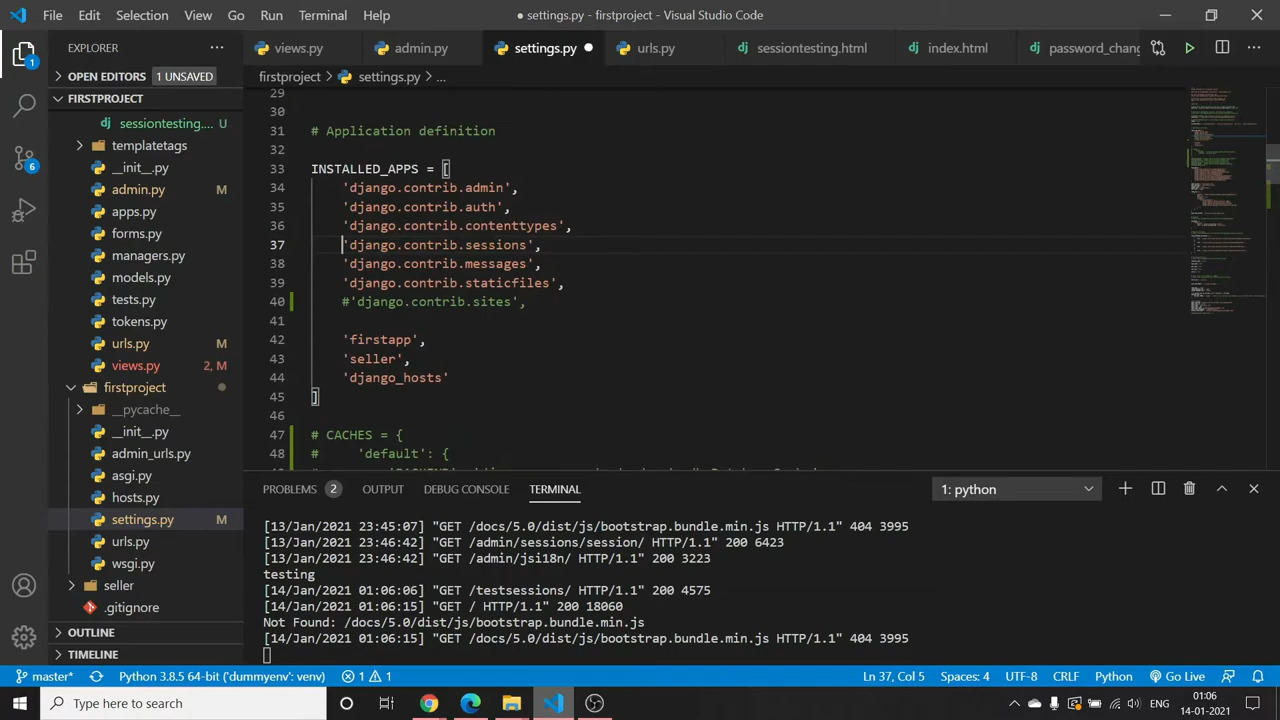 File Edit Selection View Go Run Terminal Help
● settings.py - firstproject - Visual Studio Code
EXPLORER ···
views.py admin.py settings.py urls.py sessiontesting.html index.html password_chang
OPEN EDITORS 1 UNSAVED
firstproject > settings.py > ...
FIRSTPROJECT
sessiontesting.... U
templatetags
__init__.py
admin.py M
apps.py
forms.py
managers.py
models.py
tests.py
tokens.py
urls.py M
views.py 2, M
firstproject
__pycache__
__init__.py
admin_urls.py
asgi.py
hosts.py
settings.py M
urls.py
wsgi.py
seller
.gitignore
OUTLINE
TIMELINE
1
6
29
30
31 # Application definition
32
33 INSTALLED_APPS = [
34 'django.contrib.admin',
35 'django.contrib.auth'
36 'django.contrib.contenttypes',
37 'django.contrib.sessions',
38 'django.contrib.messages',
39 'django.contrib.staticfiles',
40 #'django.contrib.sites'
41
42 'firstapp',
43 'seller',
44 'django_hosts'
45 ]
46
47 # CACHES = {
48 # 'default': {
PROBLEMS 2 OUTPUT DEBUG CONSOLE TERMINAL 1: python
[13/Jan/2021 23:45:07] "GET /docs/5.0/dist/js/bootstrap.bundle.min.js HTTP/1.1" 404 3995
[13/Jan/2021 23:46:42] "GET /admin/sessions/session/ HTTP/1.1" 200 6423
[13/Jan/2021 23:46:42] "GET /admin/jsi18n/ HTTP/1.1" 200 3223
testing
[14/Jan/2021 01:06:06] "GET /testsessions/ HTTP/1.1" 200 4575
[14/Jan/2021 01:06:15] "GET / HTTP/1.1" 200 18060
Not Found: /docs/5.0/dist/js/bootstrap.bundle.min.js
[14/Jan/2021 01:06:15] "GET /docs/5.0/dist/js/bootstrap.bundle.min.js HTTP/1.1" 404 3995
master* Python 3.8.5 64-bit ('dummyenv': venv) 1 1 Ln 37, Col 5 Spaces: 4 UTF-8 CRLF Python Go Live
Type here to search
01:06
14-01-2021